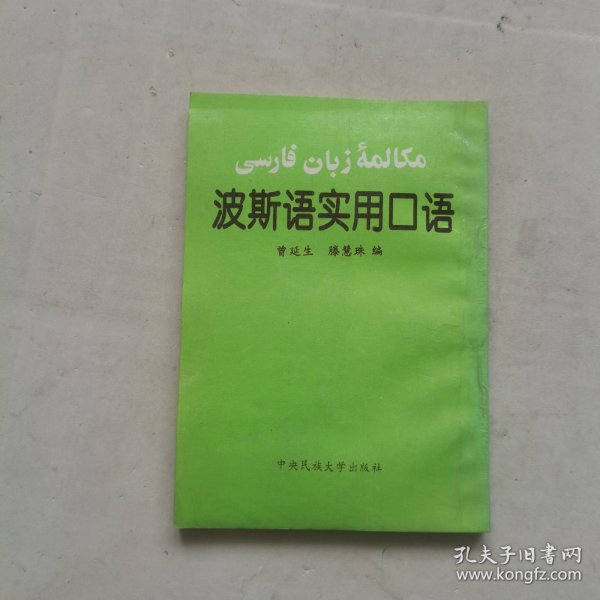 مکالمهٔ زبان فارسی
波斯语实用口语
曾延生 滕慧珠 编
中央民族大学出版社
孔夫子旧書网
www.kongfz.com